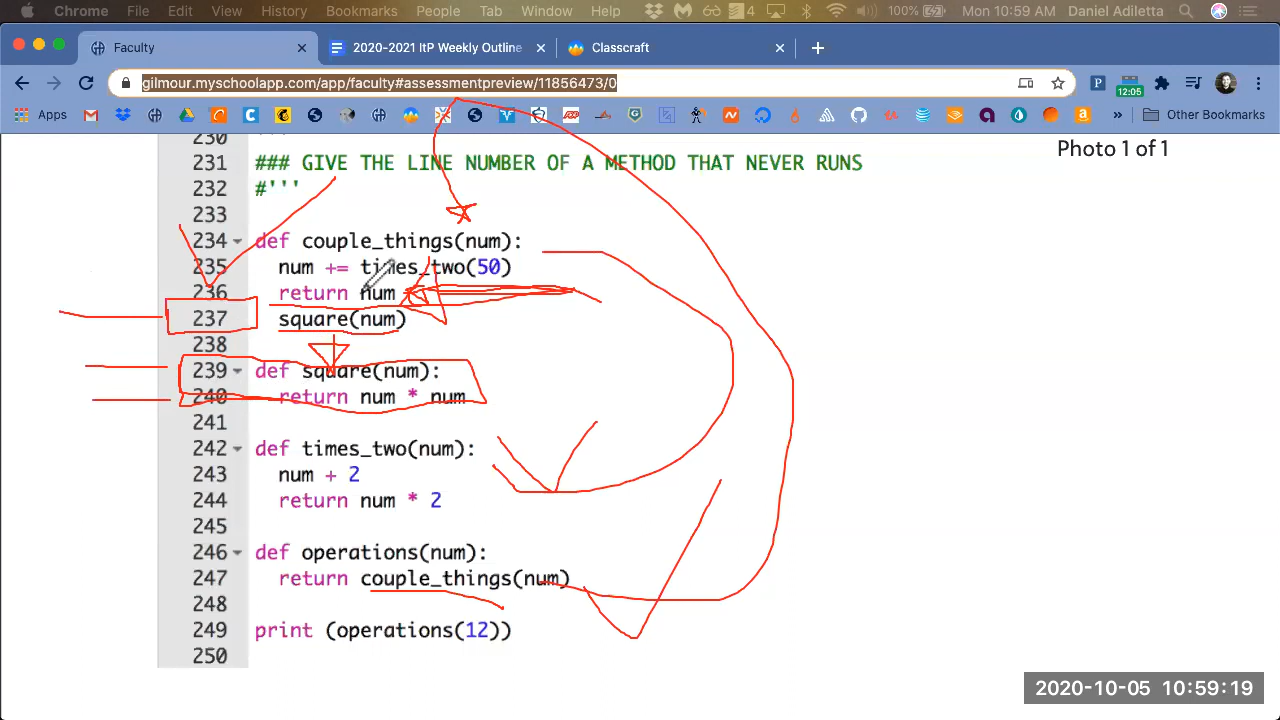 Chrome File Edit View History Bookmarks People Tab Window Help 4 100% Mon 10:59 AM Daniel Adiletta
Faculty 2020-2021 ItP Weekly Outline Classcraft
gilmour.myschoolapp.com/app/faculty#assessmentpreview/11856473/0 12:05
Apps Other Bookmarks
Photo 1 of 1
230 '''
231 ### GIVE THE LINE NUMBER OF A METHOD THAT NEVER RUNS
232 #'''
233
234 def couple_things(num):
235 num += times_two(50)
236 return num
237 square(num)
238
239 def square(num):
240 return num * num
241
242 def times_two(num):
243 num + 2
244 return num * 2
245
246 def operations(num):
247 return couple_things(num)
248
249 print (operations(12))
250
2020-10-05 10:59:19